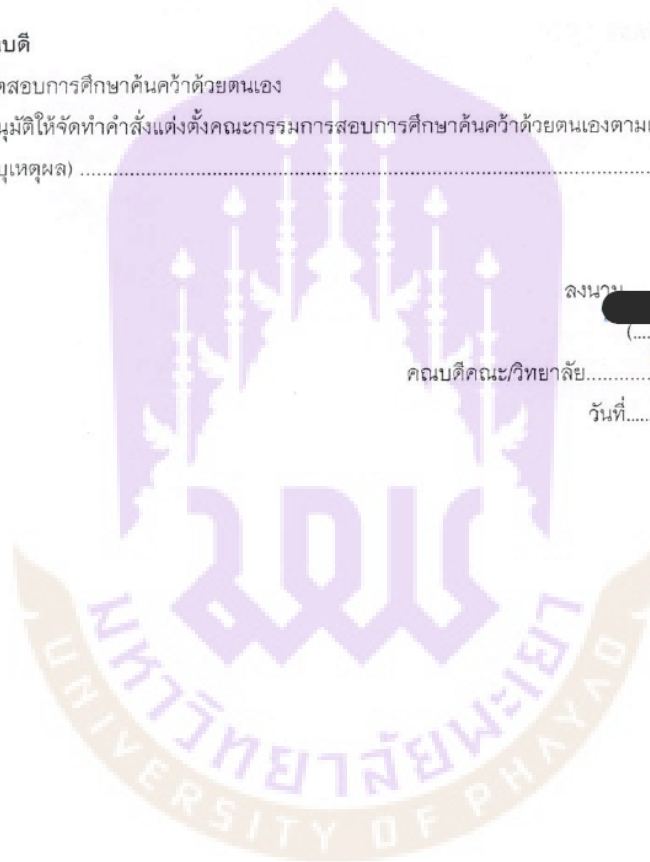 บดี
ตสอบการศึกษาค้นคว้าด้วยตนเอง
นุมัติให้จัดทำคำสั่งแต่งตั้งคณะกรรมการสอบการศึกษาค้นคว้าด้วยตนเองตาม
บุเหตุผล) ........................................................................................................
ลงนาม
(....
คณบดีคณะ/วิทยาลัย............
วันที่.....
มพย
มหาวิทยาลัยพะเยา
UNIVERSITY OF PHAYAO